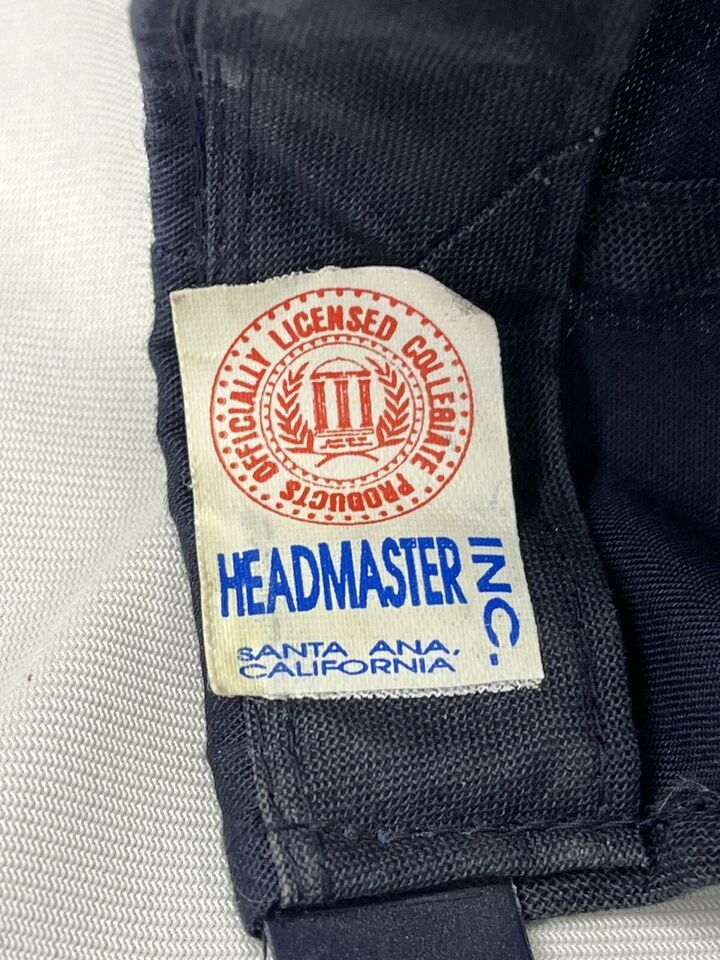 OFFICIALLY LICENSED COLLEGIATE PRODUCTS
HEADMASTER INC.
SANTA ANA,
CALIFORNIA